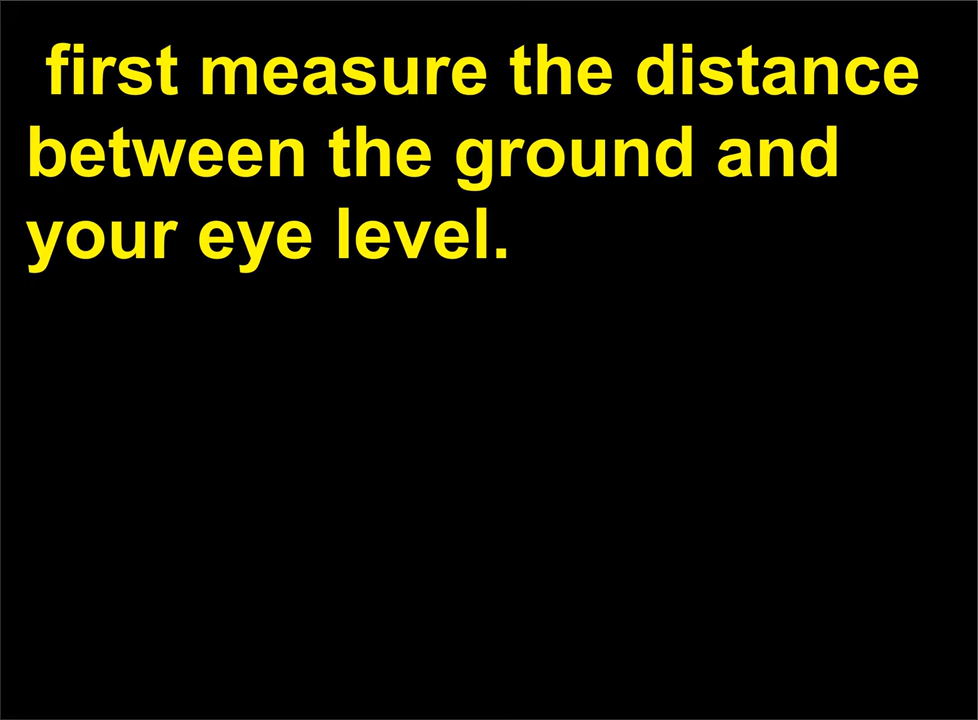 first measure the distance
between the ground and
your eye level.